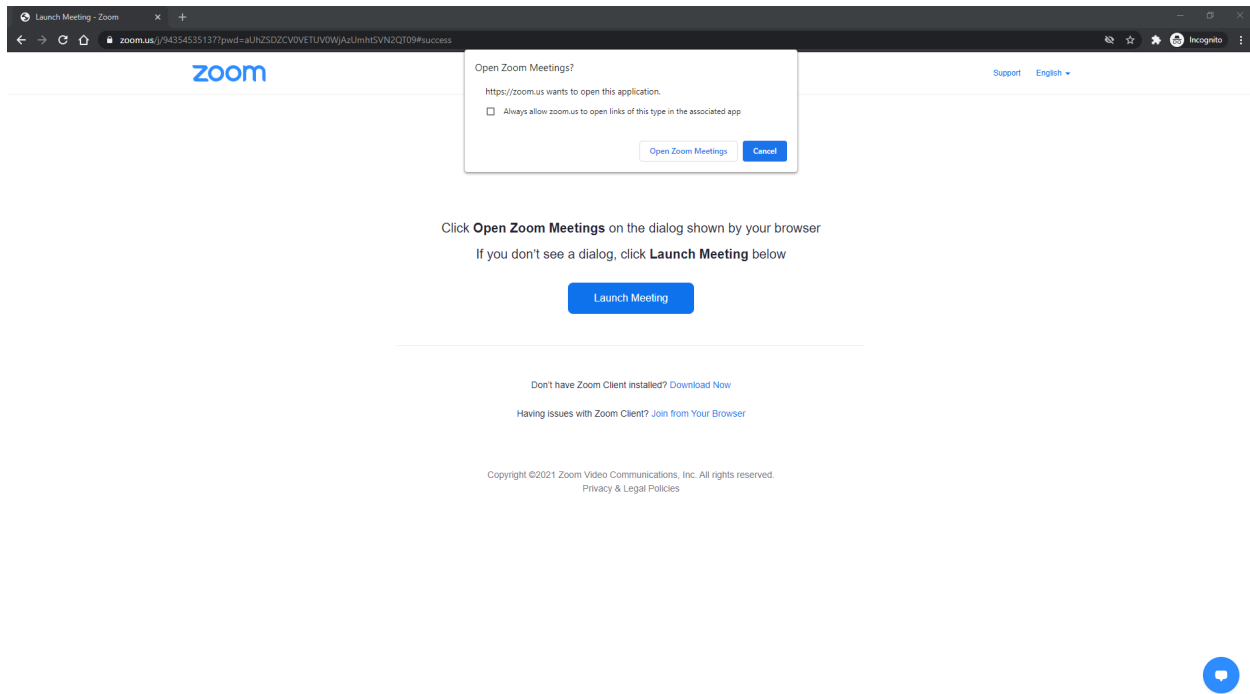 Launch Meeting - Zoom
zoom.us/j/94354535137?pwd=aUhZSDZCV0VETUV0WjAzUmhtSVN2QT09#success
Incognito
zoom
Support English
Open Zoom Meetings?
https://zoom.us wants to open this application.
Always allow zoom.us to open links of this type in the associated app
Open Zoom Meetings Cancel
Click Open Zoom Meetings on the dialog shown by your browser
If you don't see a dialog, click Launch Meeting below
Launch Meeting
Don't have Zoom Client installed? Download Now
Having issues with Zoom Client? Join from Your Browser
Copyright ©2021 Zoom Video Communications, Inc. All rights reserved.
Privacy & Legal Policies